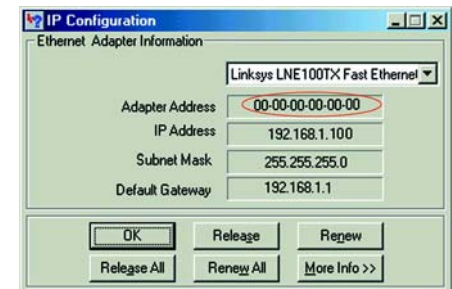 IP Configuration
Ethernet Adapter Information
Linksys LNE100TX Fast Ethernet
Adapter Address 00-00-00-00-00-00
IP Address 192.168.1.100
Subnet Mask 255.255.255.0
Default Gateway 192.168.1.1
OK Release Renew
Release All Renew All More Info >>